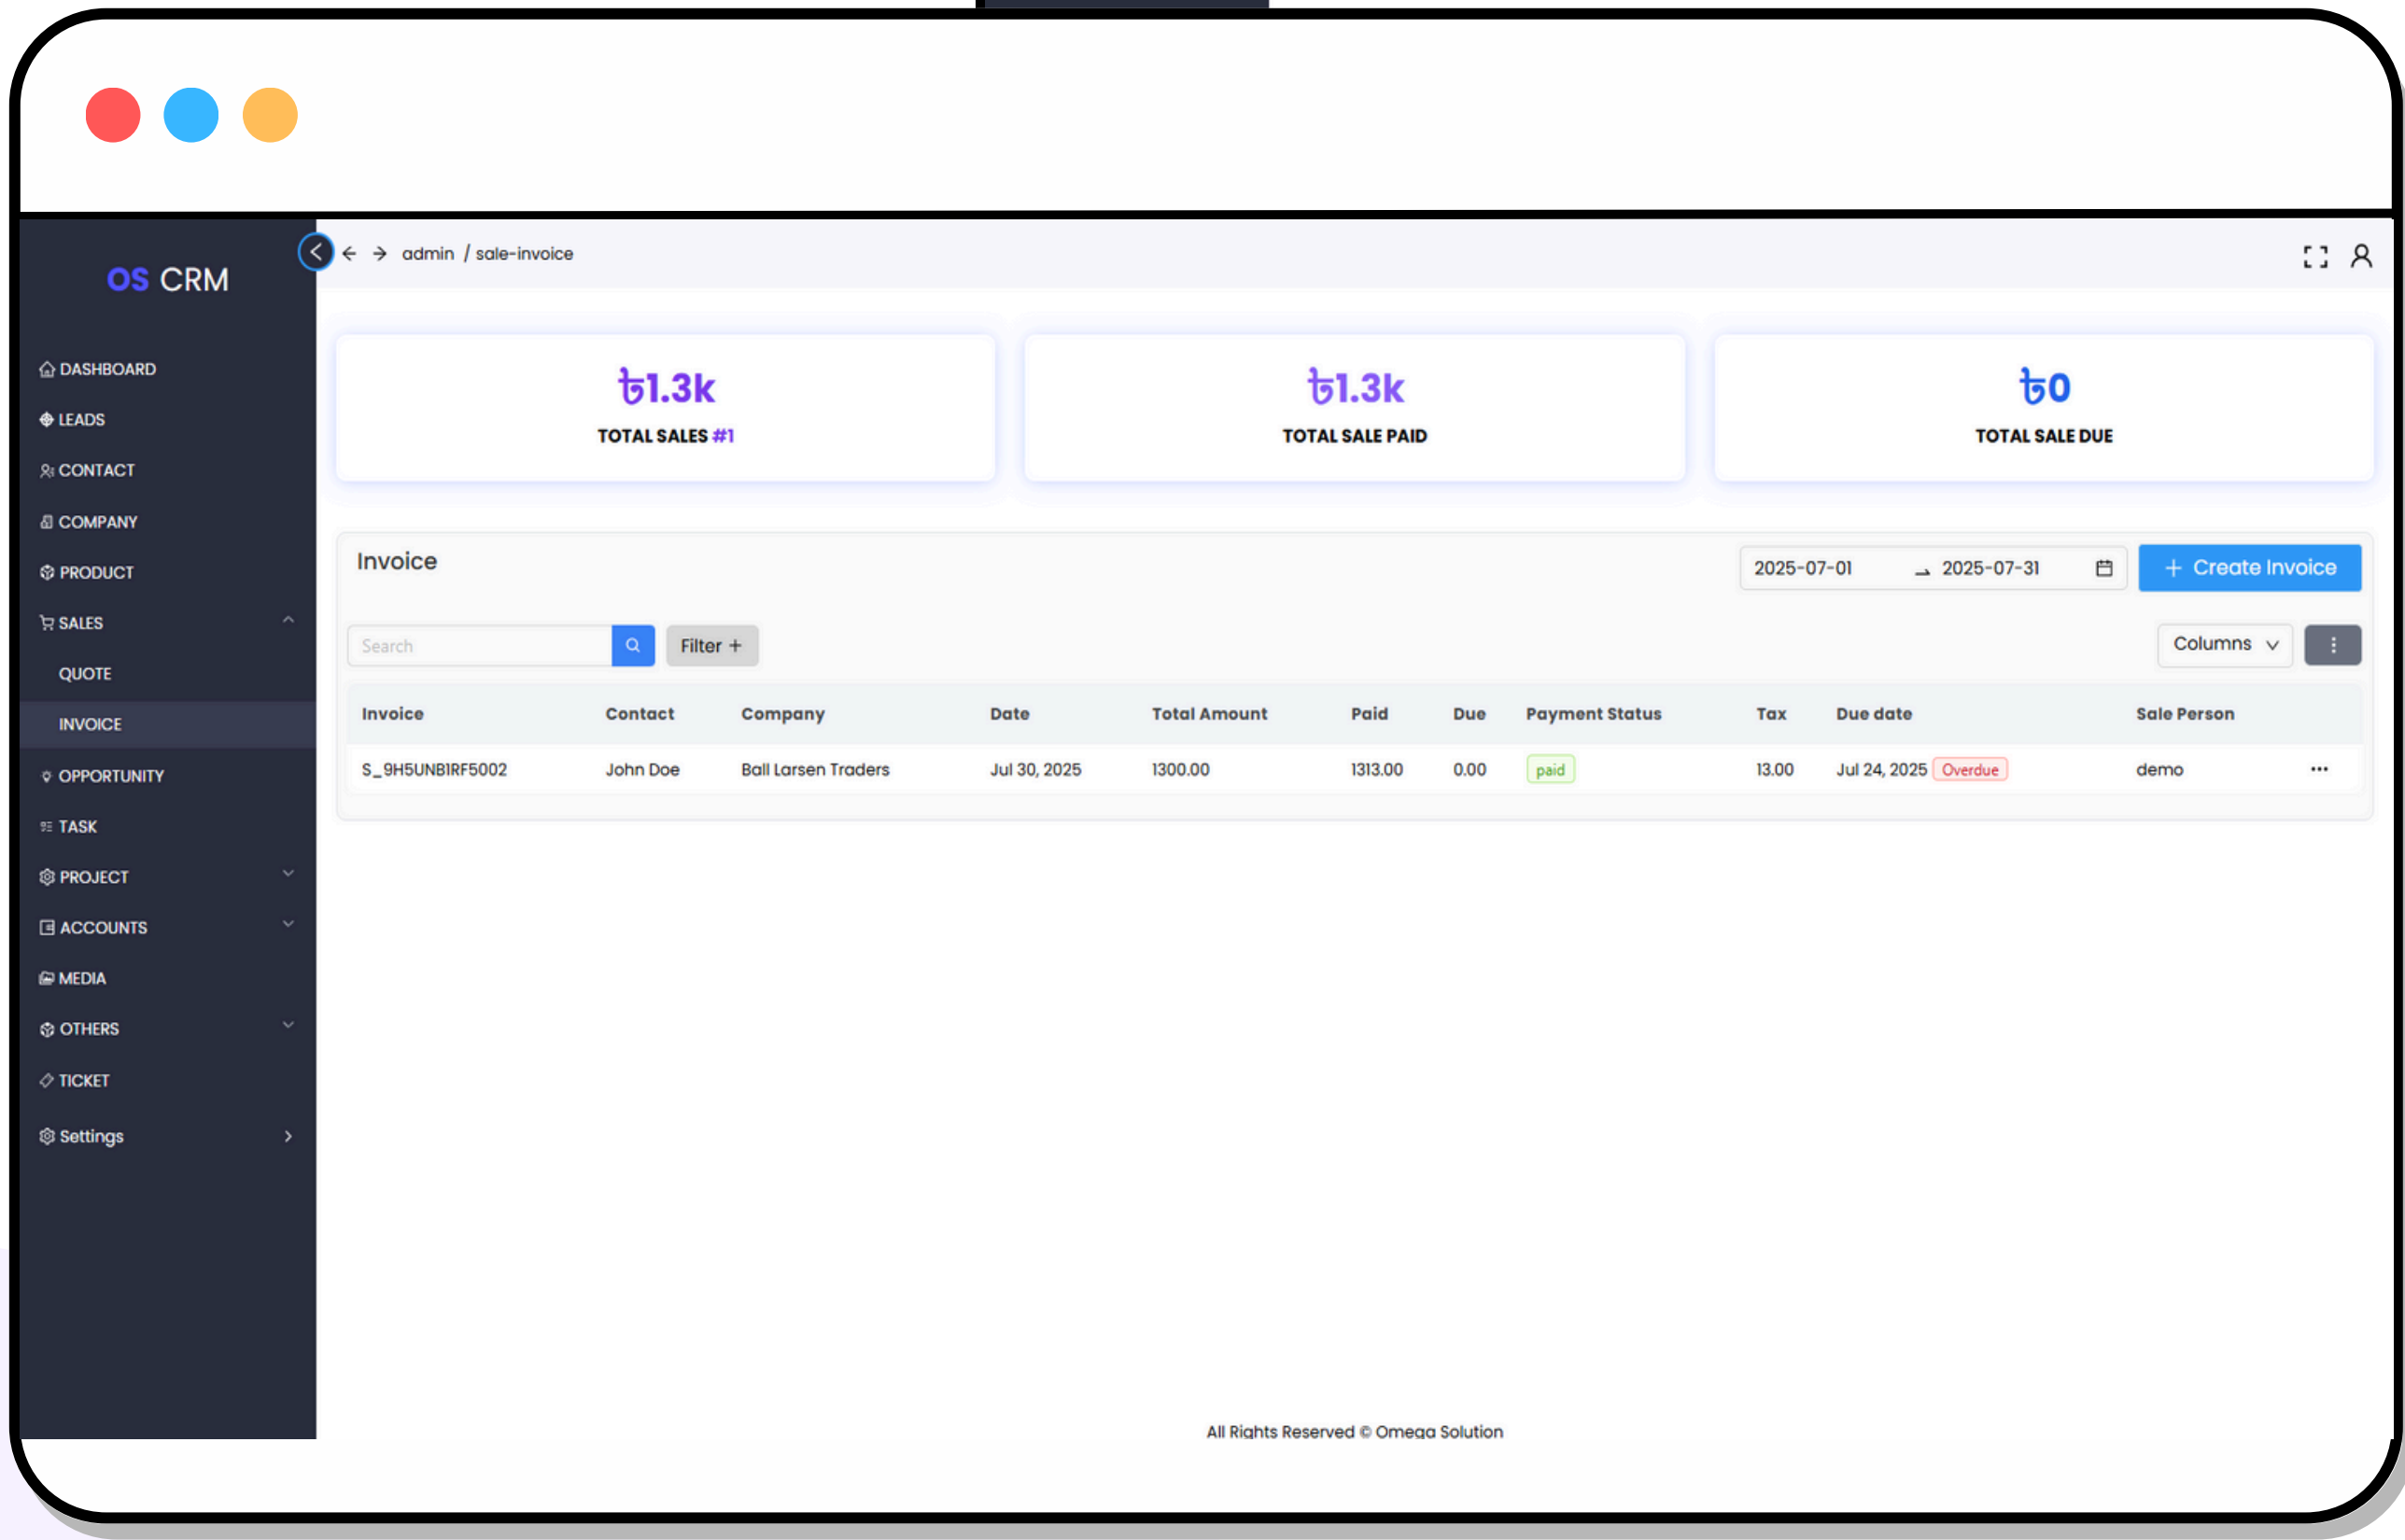 OS CRM
DASHBOARD
LEADS
CONTACT
COMPANY
PRODUCT
SALES
QUOTE
INVOICE
OPPORTUNITY
TASK
PROJECT
ACCOUNTS
MEDIA
OTHERS
TICKET
Settings
admin / sale-invoice
৳1.3k
TOTAL SALES #1
৳1.3k
TOTAL SALE PAID
৳0
TOTAL SALE DUE
Invoice
2025-07-01 → 2025-07-31
+ Create Invoice
Search
Filter +
Columns
Invoice Contact Company Date Total Amount Paid Due Payment Status Tax Due date Sale Person
S_9H5UNB1RF5002 John Doe Ball Larsen Traders Jul 30, 2025 1300.00 1313.00 0.00 paid 13.00 Jul 24, 2025 Overdue demo •••
All Rights Reserved © Omega Solution